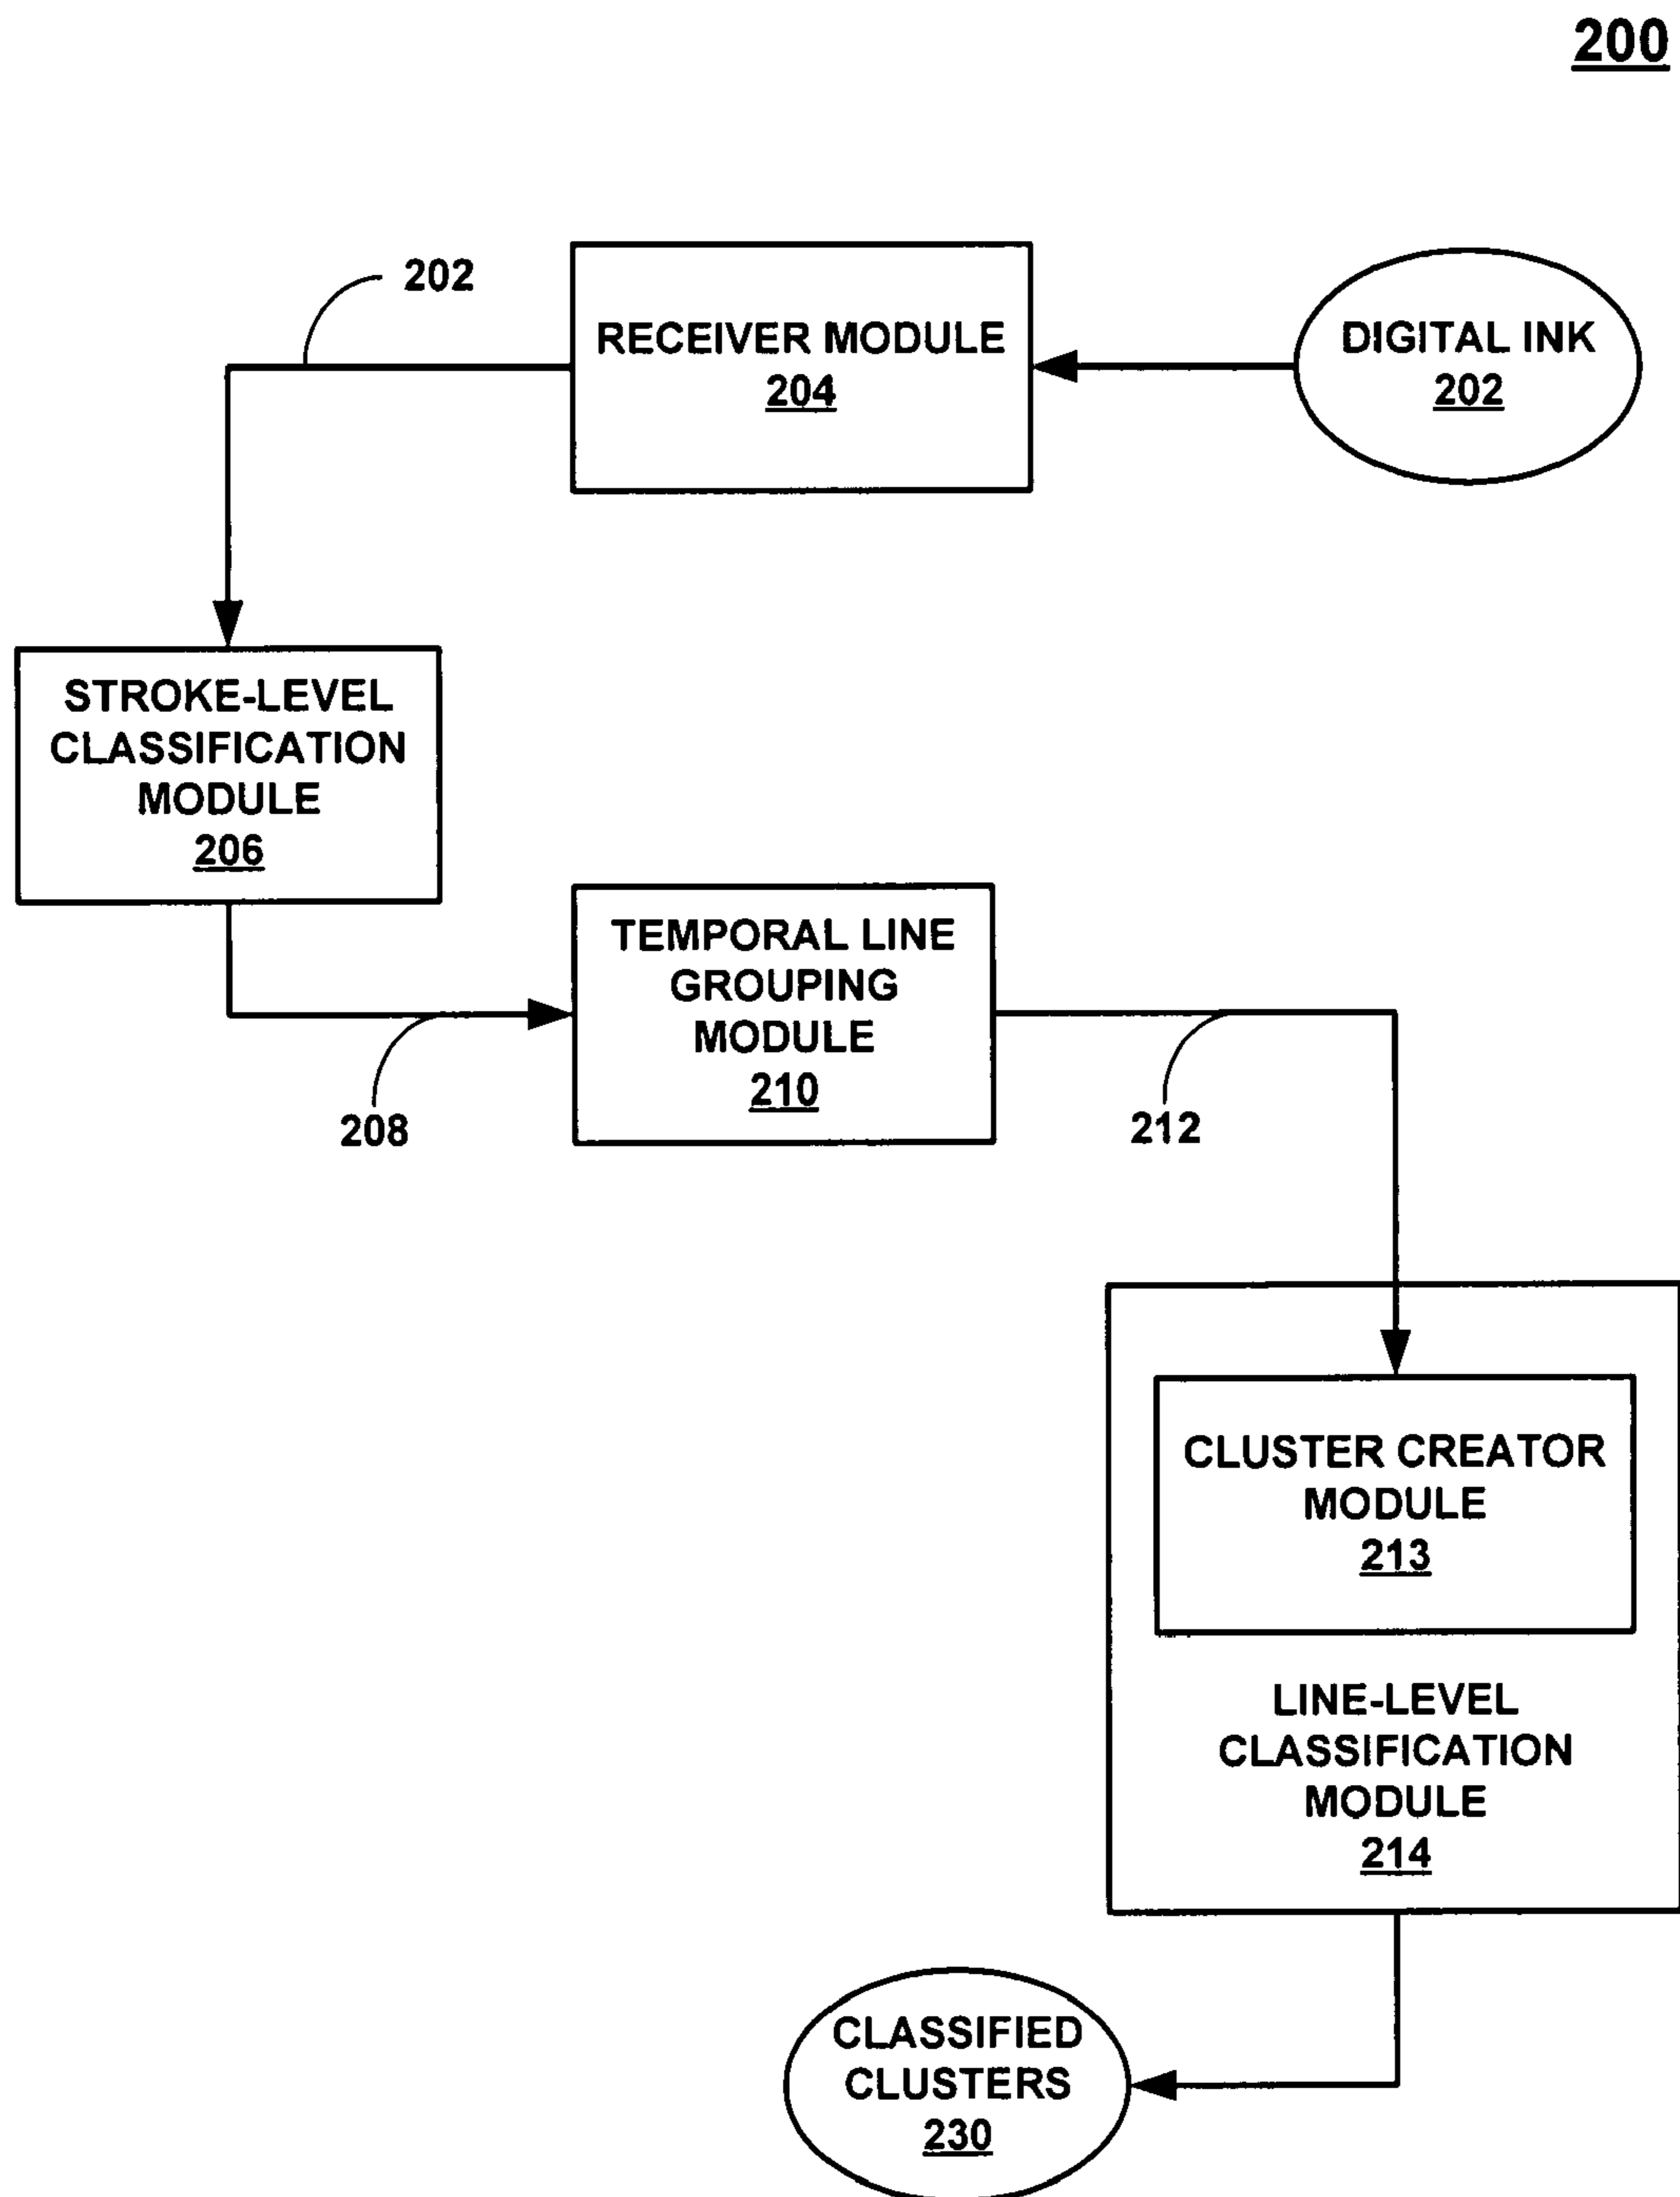 200
202
RECEIVER MODULE
204
DIGITAL INK
202
STROKE-LEVEL
CLASSIFICATION
MODULE
206
TEMPORAL LINE
GROUPING
MODULE
210
208
212
CLUSTER CREATOR
MODULE
213
LINE-LEVEL
CLASSIFICATION
MODULE
214
CLASSIFIED
CLUSTERS
230